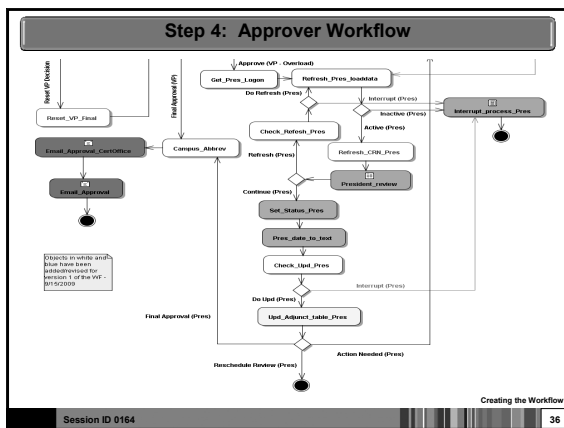 Step 4: Approver Workflow
Reset VP Decision
Final Approval (VP)
Approve (VP - Overload)
Get_Pres_Logon
Refresh_Pres_loaddata
Do Refresh (Pres)
Interrupt (Pres)
Inactive (Pres)
Interrupt_process_Pres
Reset_VP_Final
Active (Pres)
Check_Refesh_Pres
Email_Approval_CertOffice
Campus_Abbrev
Refresh_CRN_Pres
Refresh (Pres)
President_review
Email_Approval
Continue (Pres)
Set_Status_Pres
Pres_date_to_text
Objects in white and
blue have been
added/revised for
version 1 of the WF -
9/15/2009
Check_Upd_Pres
Interrupt (Pres)
Do Upd (Pres)
Final Approval (Pres)
Upd_Adjunct_table_Pres
Action Needed (Pres)
Reschedule Review (Pres)
Creating the Workflow
Session ID 0164
36